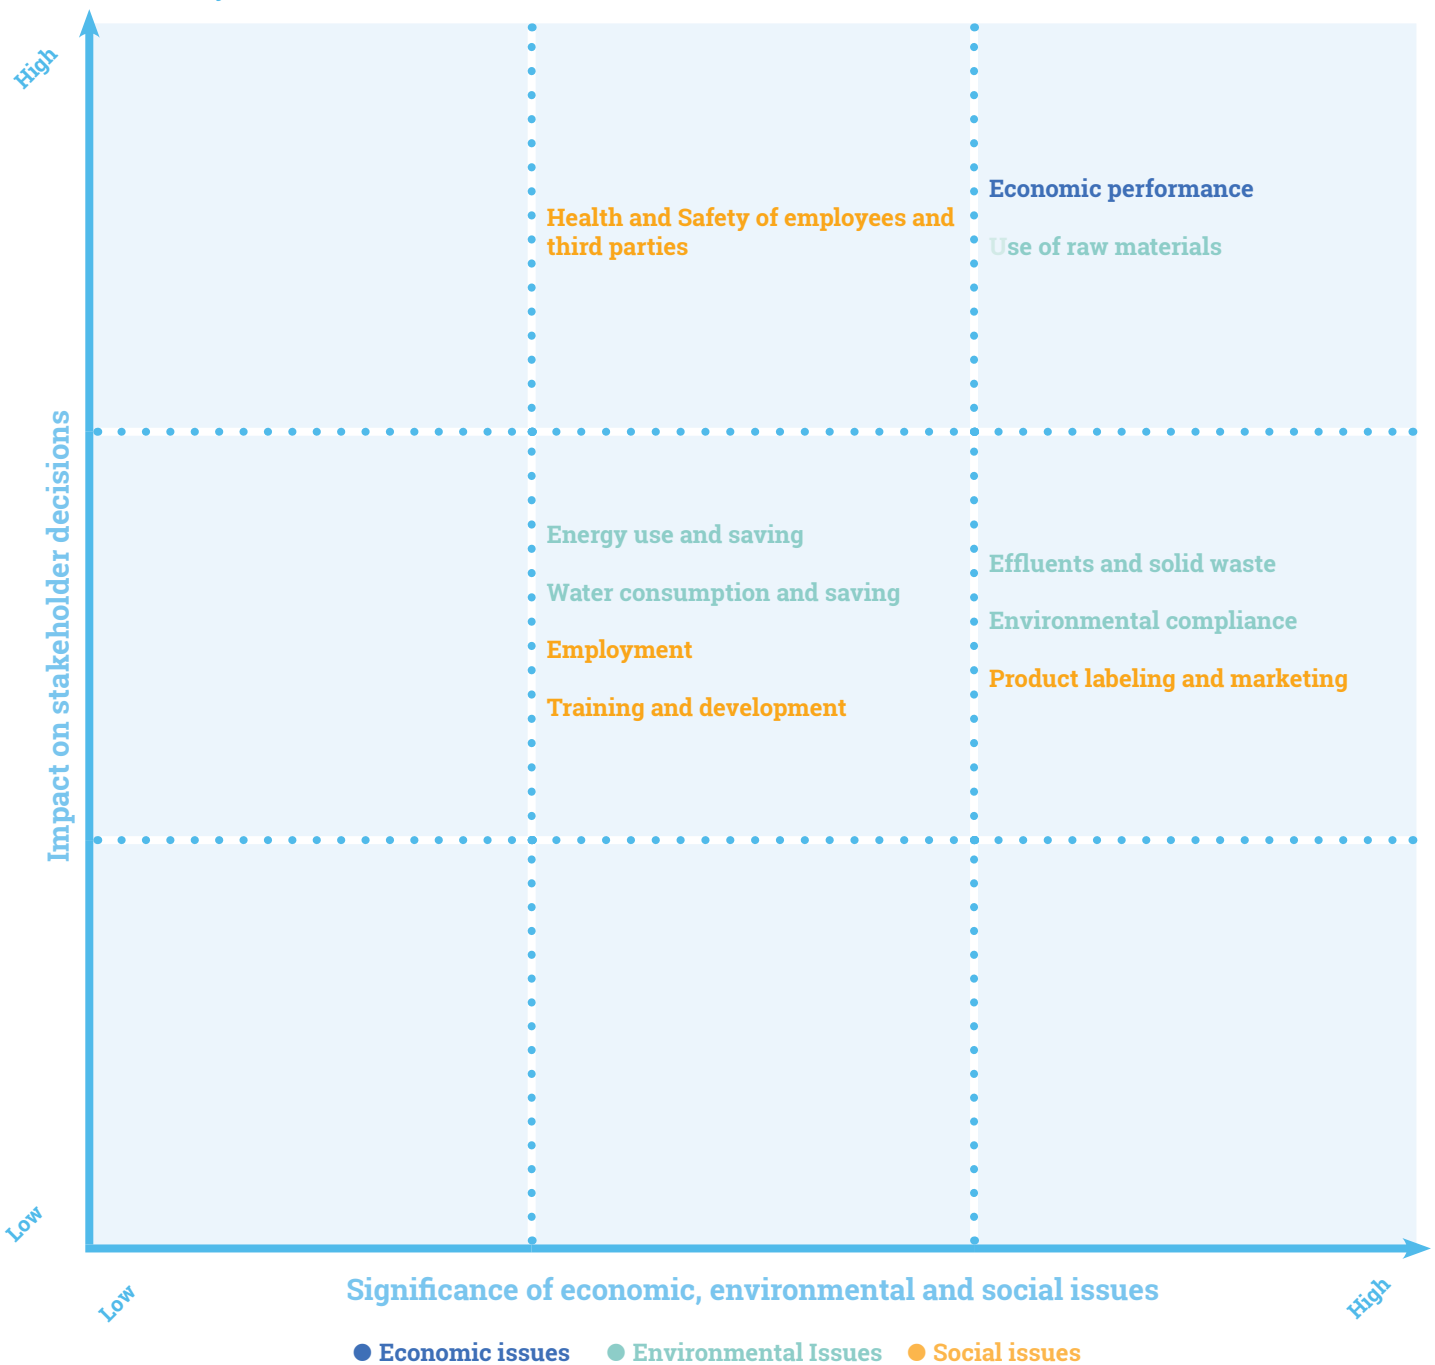 High
Economic performance
Health and Safety of employees and
third parties
Use of raw materials
Impact on stakeholder decisions
Energy use and saving
Water consumption and saving
Employment
Training and development
Effluents and solid waste
Environmental compliance
Product labeling and marketing
Low
Low
Significance of economic, environmental and social issues
High
Economic issues
Environmental Issues
Social issues